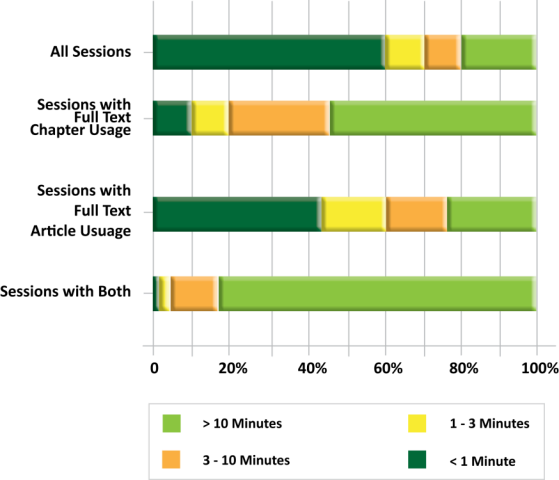 All Sessions
Sessions with
Full Text
Chapter Usage
Sessions with
Full Text
Article Usuage
Sessions with Both
0 20% 40% 60% 80% 100%
> 10 Minutes
1 - 3 Minutes
3 - 10 Minutes
< 1 Minute